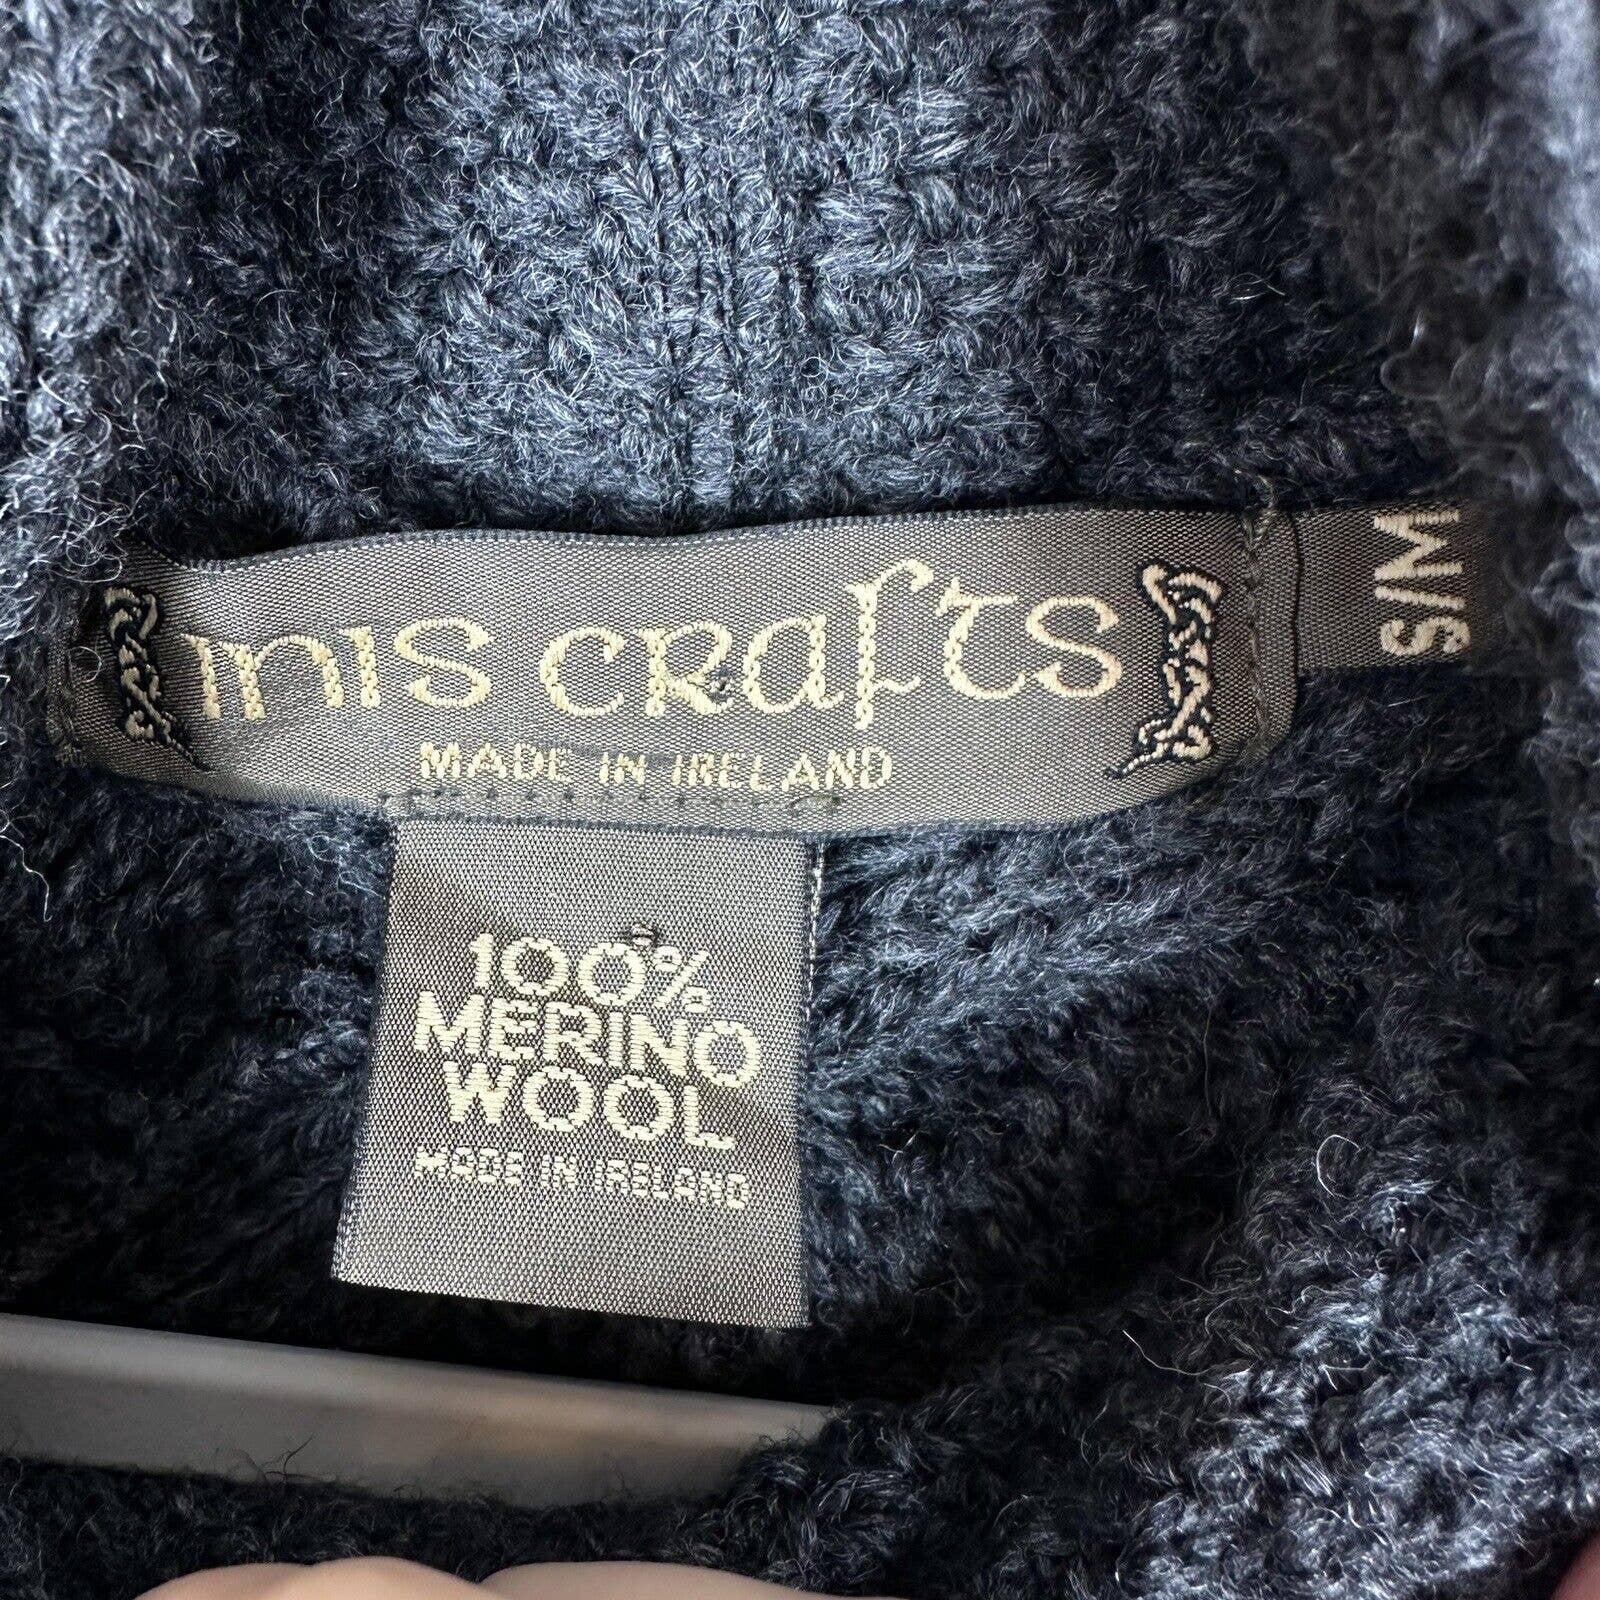 INIS CRAFTS
MADE IN IRELAND
S/M
100%
MERINO
WOOL
MADE IN IRELAND